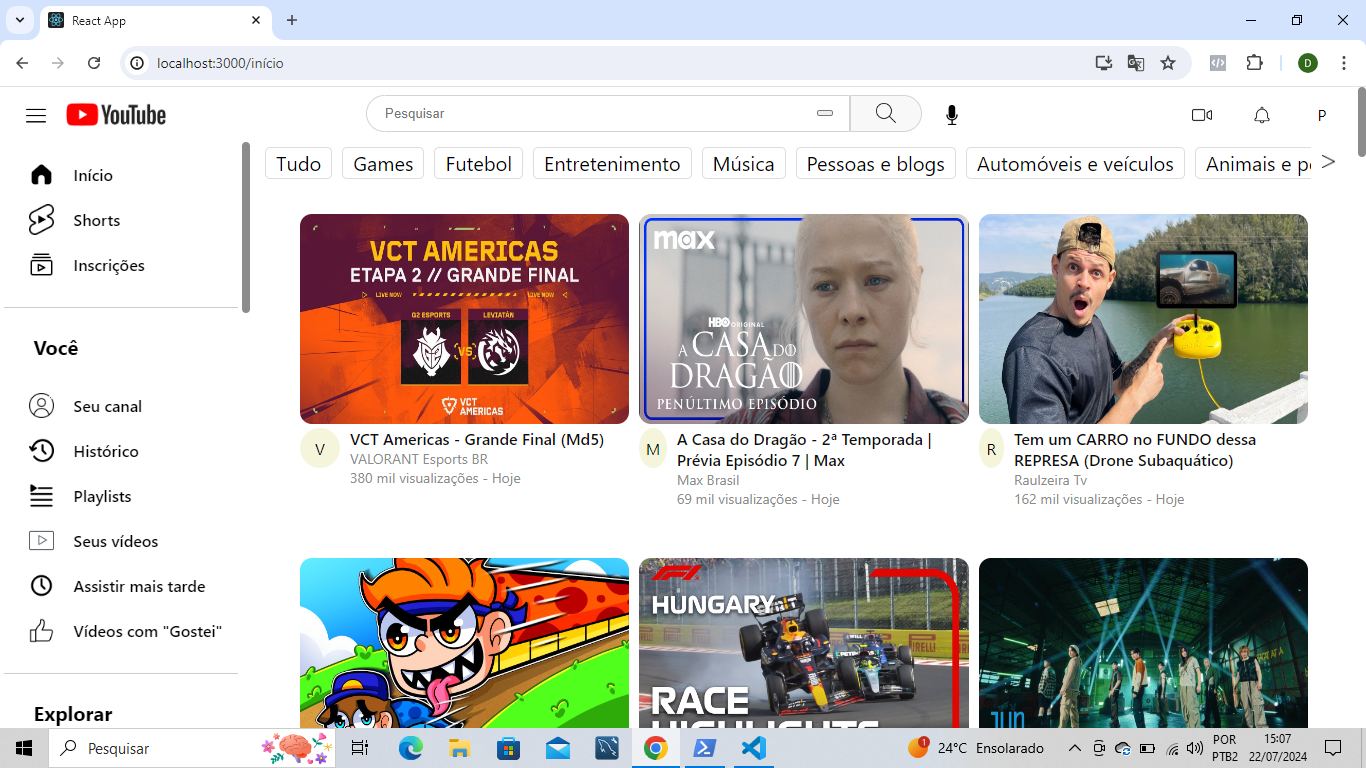 React App
localhost:3000/início
YouTube
Pesquisar
P
Início
Shorts
Inscrições
Você
Seu canal
Histórico
Playlists
Seus vídeos
Assistir mais tarde
Vídeos com "Gostei"
Explorar
Tudo
Games
Futebol
Entretenimento
Música
Pessoas e blogs
Automóveis e veículos
Animais e pe
>
VCT AMERICAS
ETAPA 2 // GRANDE FINAL
LIVE NOW
LIVE NOW
G2 ESPORTS
LEVIATÁN
VS
VCT
AMERICAS
V
VCT Americas - Grande Final (Md5)
VALORANT Esports BR
380 mil visualizações - Hoje
max
HBO ORIGINAL
A CASA DO
DRAGÃO
PENÚLTIMO EPISÓDIO
M
A Casa do Dragão - 2ª Temporada |
Prévia Episódio 7 | Max
Max Brasil
69 mil visualizações - Hoje
R
Tem um CARRO no FUNDO dessa
REPRESA (Drone Subaquático)
Raulzeira Tv
162 mil visualizações - Hoje
F1
HUNGARY
PIRELLI
RACE
HIGHLIGHTS
JUN
D
Pesquisar
1
24°C Ensolarado
POR
PTB2
15:07
22/07/2024